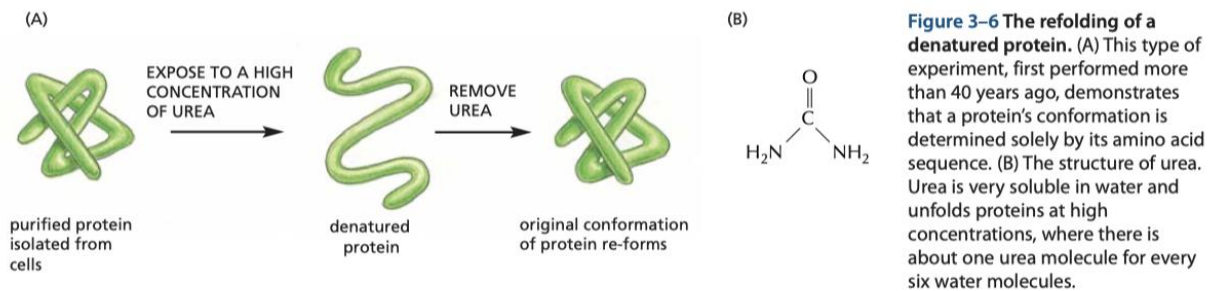 (A)
EXPOSE TO A HIGH
CONCENTRATION
OF UREA
REMOVE
UREA
purified protein
isolated from
cells
denatured
protein
original conformation
of protein re-forms
(B)
O
C
H₂N
NH₂
Figure 3–6 The refolding of a
denatured protein. (A) This type of
experiment, first performed more
than 40 years ago, demonstrates
that a protein's conformation is
determined solely by its amino acid
sequence. (B) The structure of urea.
Urea is very soluble in water and
unfolds proteins at high
concentrations, where there is
about one urea molecule for every
six water molecules.